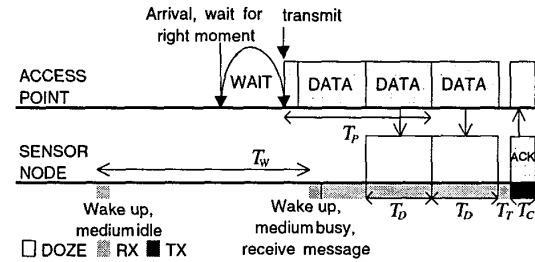 Arrival, wait for
right moment
transmit
ACCESS
POINT
WAIT
DATA
DATA
DATA
T_P
SENSOR
NODE
T_W
ACK
T_D
T_D
T_T
T_C
Wake up,
medium idle
Wake up,
medium busy,
receive message
DOZE
RX
TX